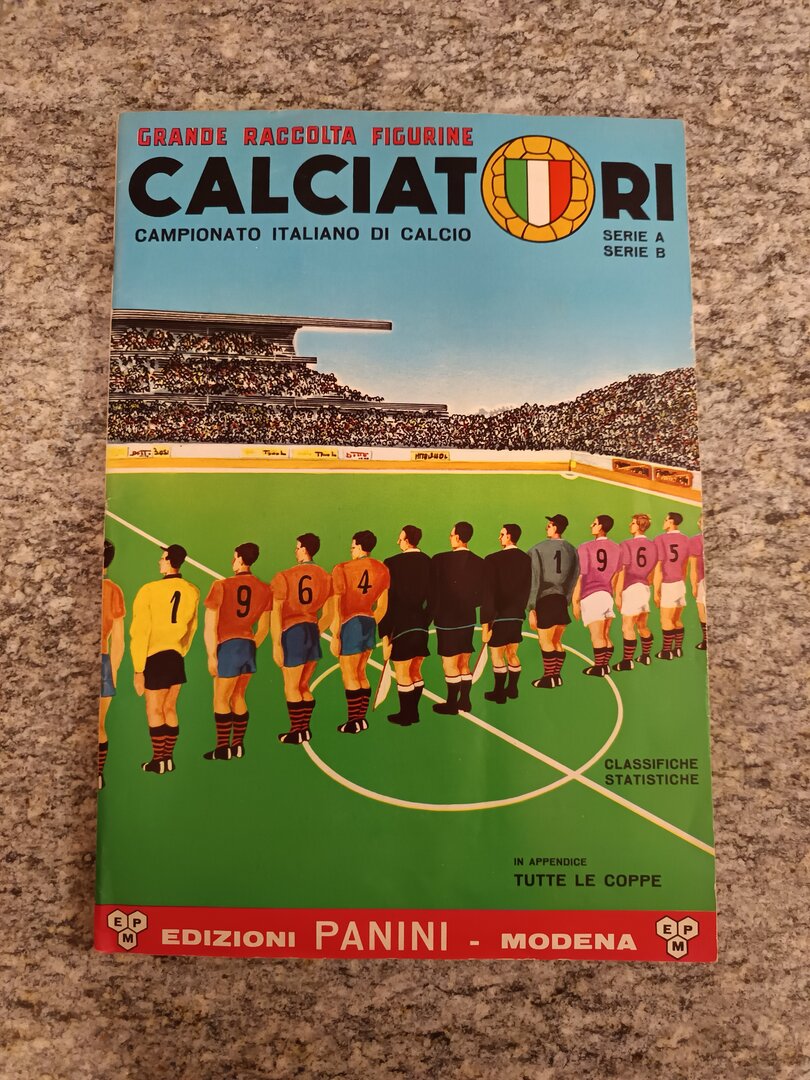 GRANDE RACCOLTA FIGURINE
CALCIATORI
CAMPIONATO ITALIANO DI CALCIO
SERIE A
SERIE B
1 9 6 4 1 9 6 5
CLASSIFICHE
STATISTICHE
IN APPENDICE
TUTTE LE COPPE
EPM EDIZIONI PANINI - MODENA EPM